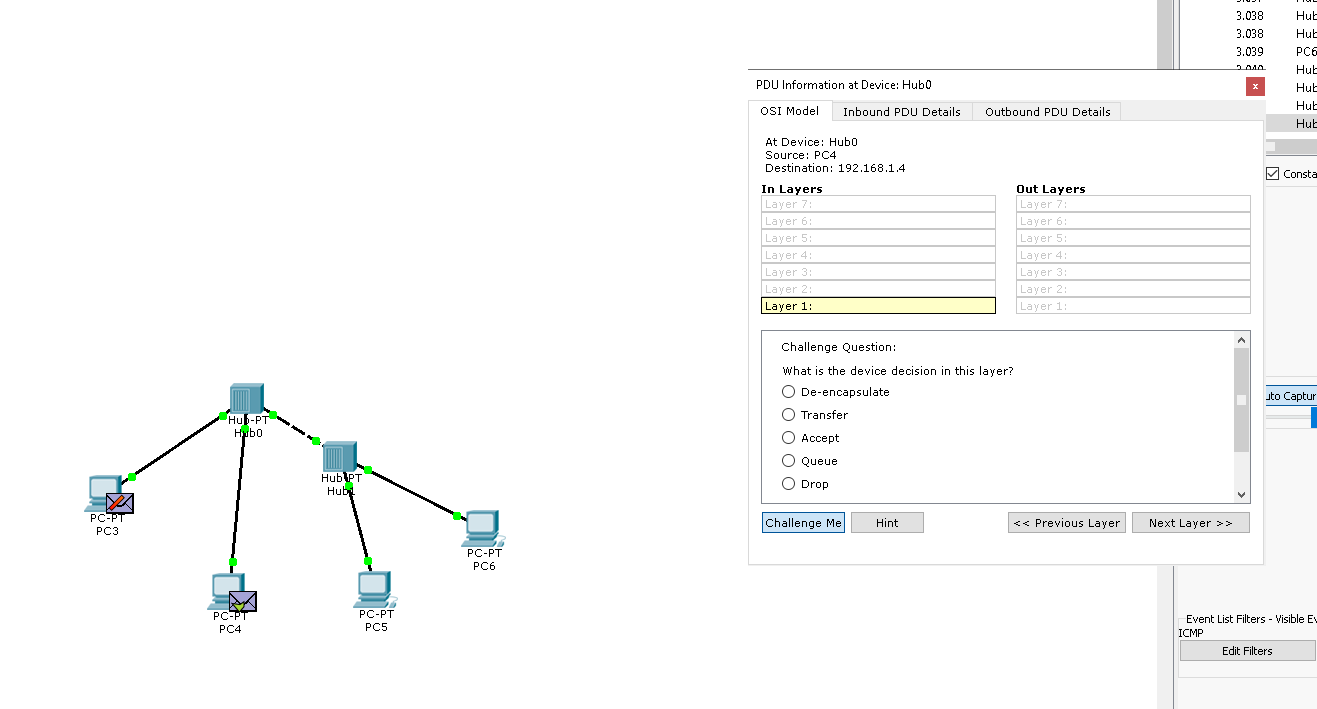 3.038 Hub
3.038 Hub
3.039 PC6
Hub
Hub
Hub
Hub
PDU Information at Device: Hub0
x
OSI Model Inbound PDU Details Outbound PDU Details
At Device: Hub0
Source: PC4
Destination: 192.168.1.4
In Layers Out Layers
Layer 7: Layer 7:
Layer 6: Layer 6:
Layer 5: Layer 5:
Layer 4: Layer 4:
Layer 3: Layer 3:
Layer 2: Layer 2:
Layer 1: Layer 1:
Challenge Question:
What is the device decision in this layer?
De-encapsulate
Transfer
Accept
Queue
Drop
Challenge Me Hint << Previous Layer Next Layer >>
Consta
uto Captur
Event List Filters - Visible Ev
ICMP
Edit Filters
Hub-PT
Hub0
Hub-PT
Hub1
PC-PT
PC3
PC-PT
PC4
PC-PT
PC5
PC-PT
PC6